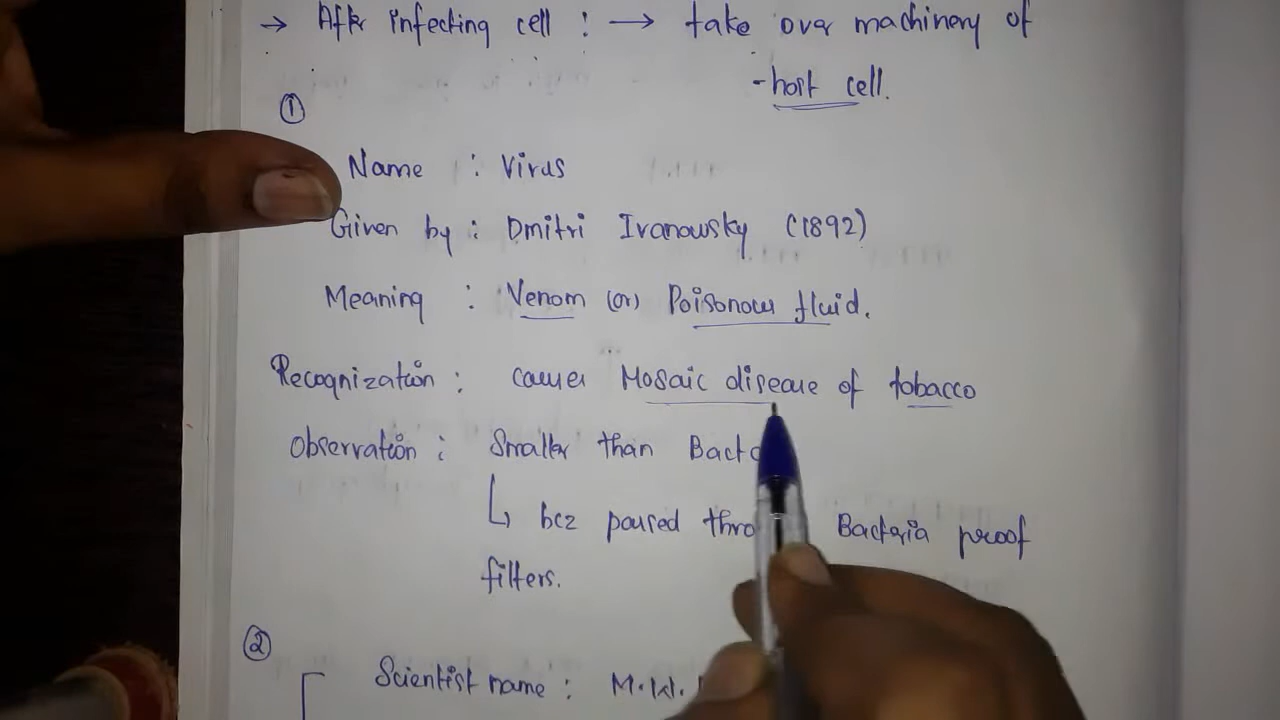 → After infecting cell : → take over machinery of
- host cell.
①
Name : Virus
Given by : Dmitri Ivanowsky (1892)
Meaning : Venom (or) Poisonous fluid.
Recognization : causes Mosaic disease of tobacco
Observation : Smaller than
↳ bcz passed Bacteria proof
filters.
②
Scientist name : M.W.